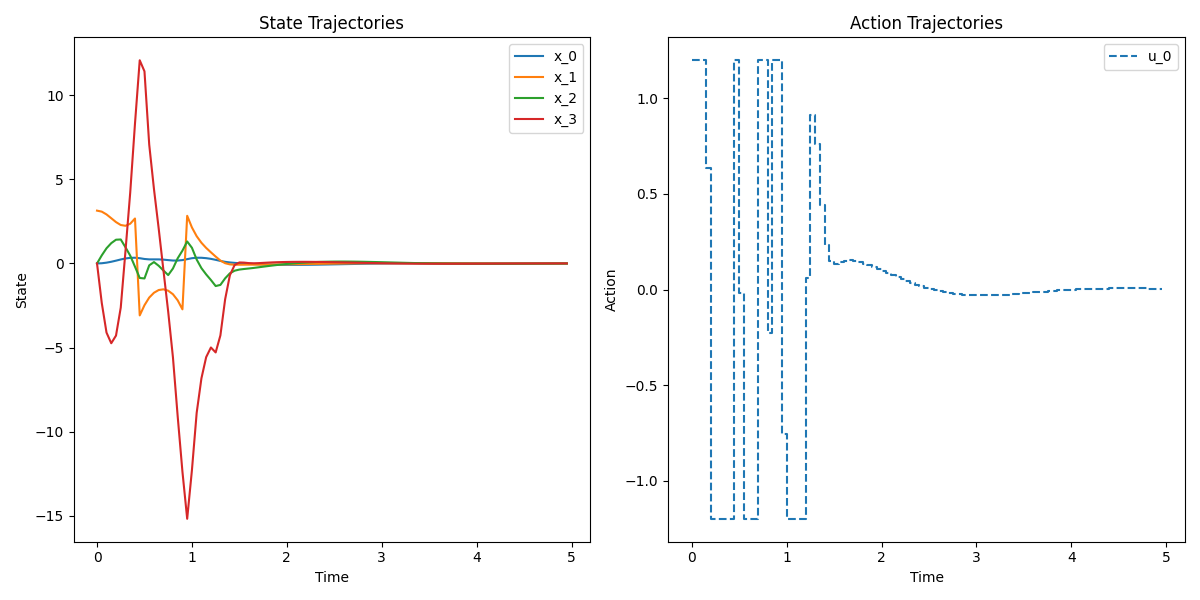 State Trajectories
State
10
5
0
−5
−10
−15
0
1
2
3
4
5
Time
x_0
x_1
x_2
x_3
Action Trajectories
Action
1.0
0.5
0.0
−0.5
−1.0
0
1
2
3
4
5
Time
u_0